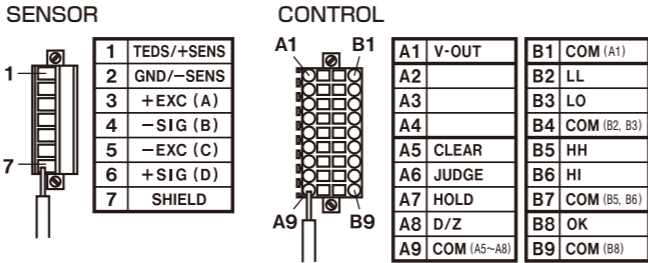 SENSOR
1
7
1 TEDS/+SENS
2 GND/−SENS
3 +EXC (A)
4 −SIG (B)
5 −EXC (C)
6 +SIG (D)
7 SHIELD
CONTROL
A1 B1
A9 B9
A1 V-OUT
A2
A3
A4
A5 CLEAR
A6 JUDGE
A7 HOLD
A8 D/Z
A9 COM (A5~A8)
B1 COM (A1)
B2 LL
B3 LO
B4 COM (B2, B3)
B5 HH
B6 HI
B7 COM (B5, B6)
B8 OK
B9 COM (B8)